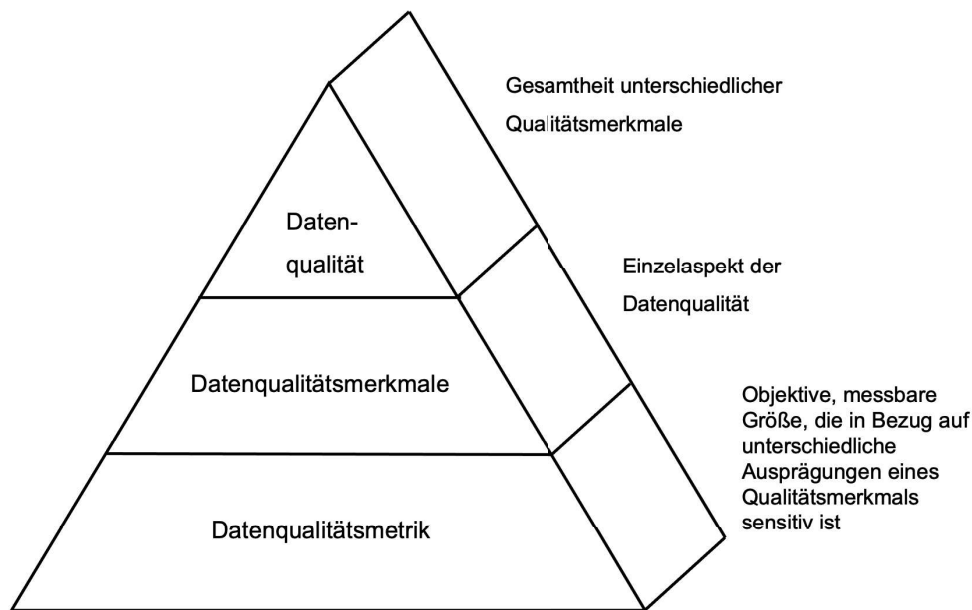 Gesamtheit unterschiedlicher
Qualitätsmerkmale
Daten-
qualität
Einzelaspekt der
Datenqualität
Datenqualitätsmerkmale
Objektive, messbare
Größe, die in Bezug auf
unterschiedliche
Ausprägungen eines
Qualitätsmerkmals
sensitiv ist
Datenqualitätsmetrik